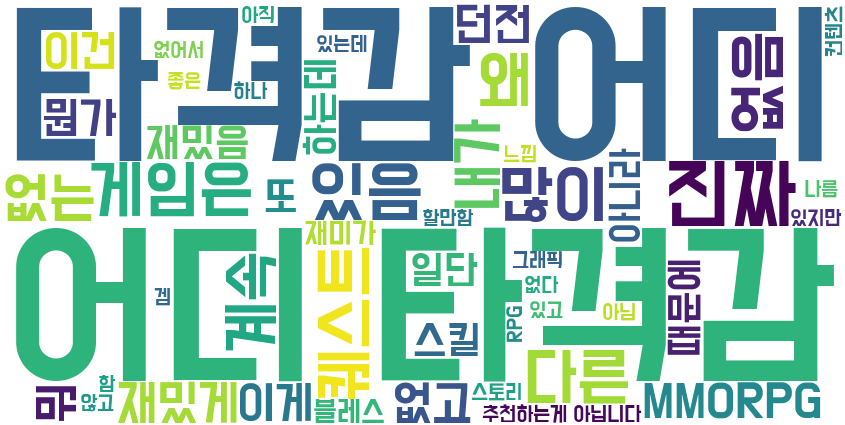 타격감 어디
어데 타격감
아직
이건
없어서
있는데
던전
컨텐츠
좋은
하나
왜
없음
뭔가
재밌음
하는데
내가
느낌
없는
게임은
또
있음
많이
아니라
진짜
나름
할만함
있지만
재미가
계속
퀘스트
일단
그래픽
없다
때문에
겜
있고
RPG
아님
스킬
다른
막
함
않고
재밌게
이게
블레스
없고
스토리
추천하는게 아닙니다
MMORPG